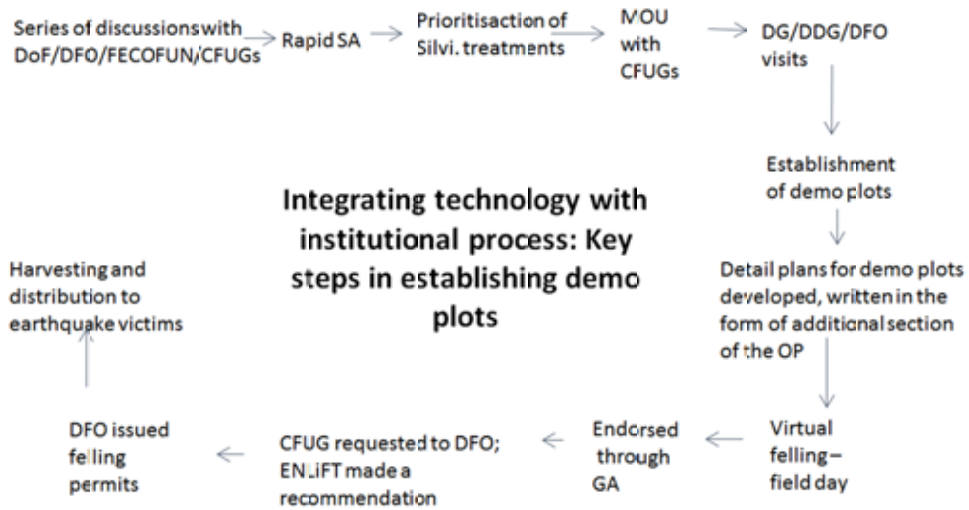 Series of discussions with
DoF/DFO/FECOFUN/CFUGs
Rapid SA
Prioritisation of
Silvi. treatments
MOU
with
CFUGs
DG/DDG/DFO
visits
Establishment
of demo plots
Detail plans for demo plots
developed, written in the
form of additional section
of the OP
Virtual
felling–
field day
Endorsed
through
GA
CFUG requested to DFO;
ENLiFT made a
recommendation
DFO issued
felling
permits
Harvesting and
distribution to
earthquake victims
Integrating technology with
institutional process: Key
steps in establishing demo
plots